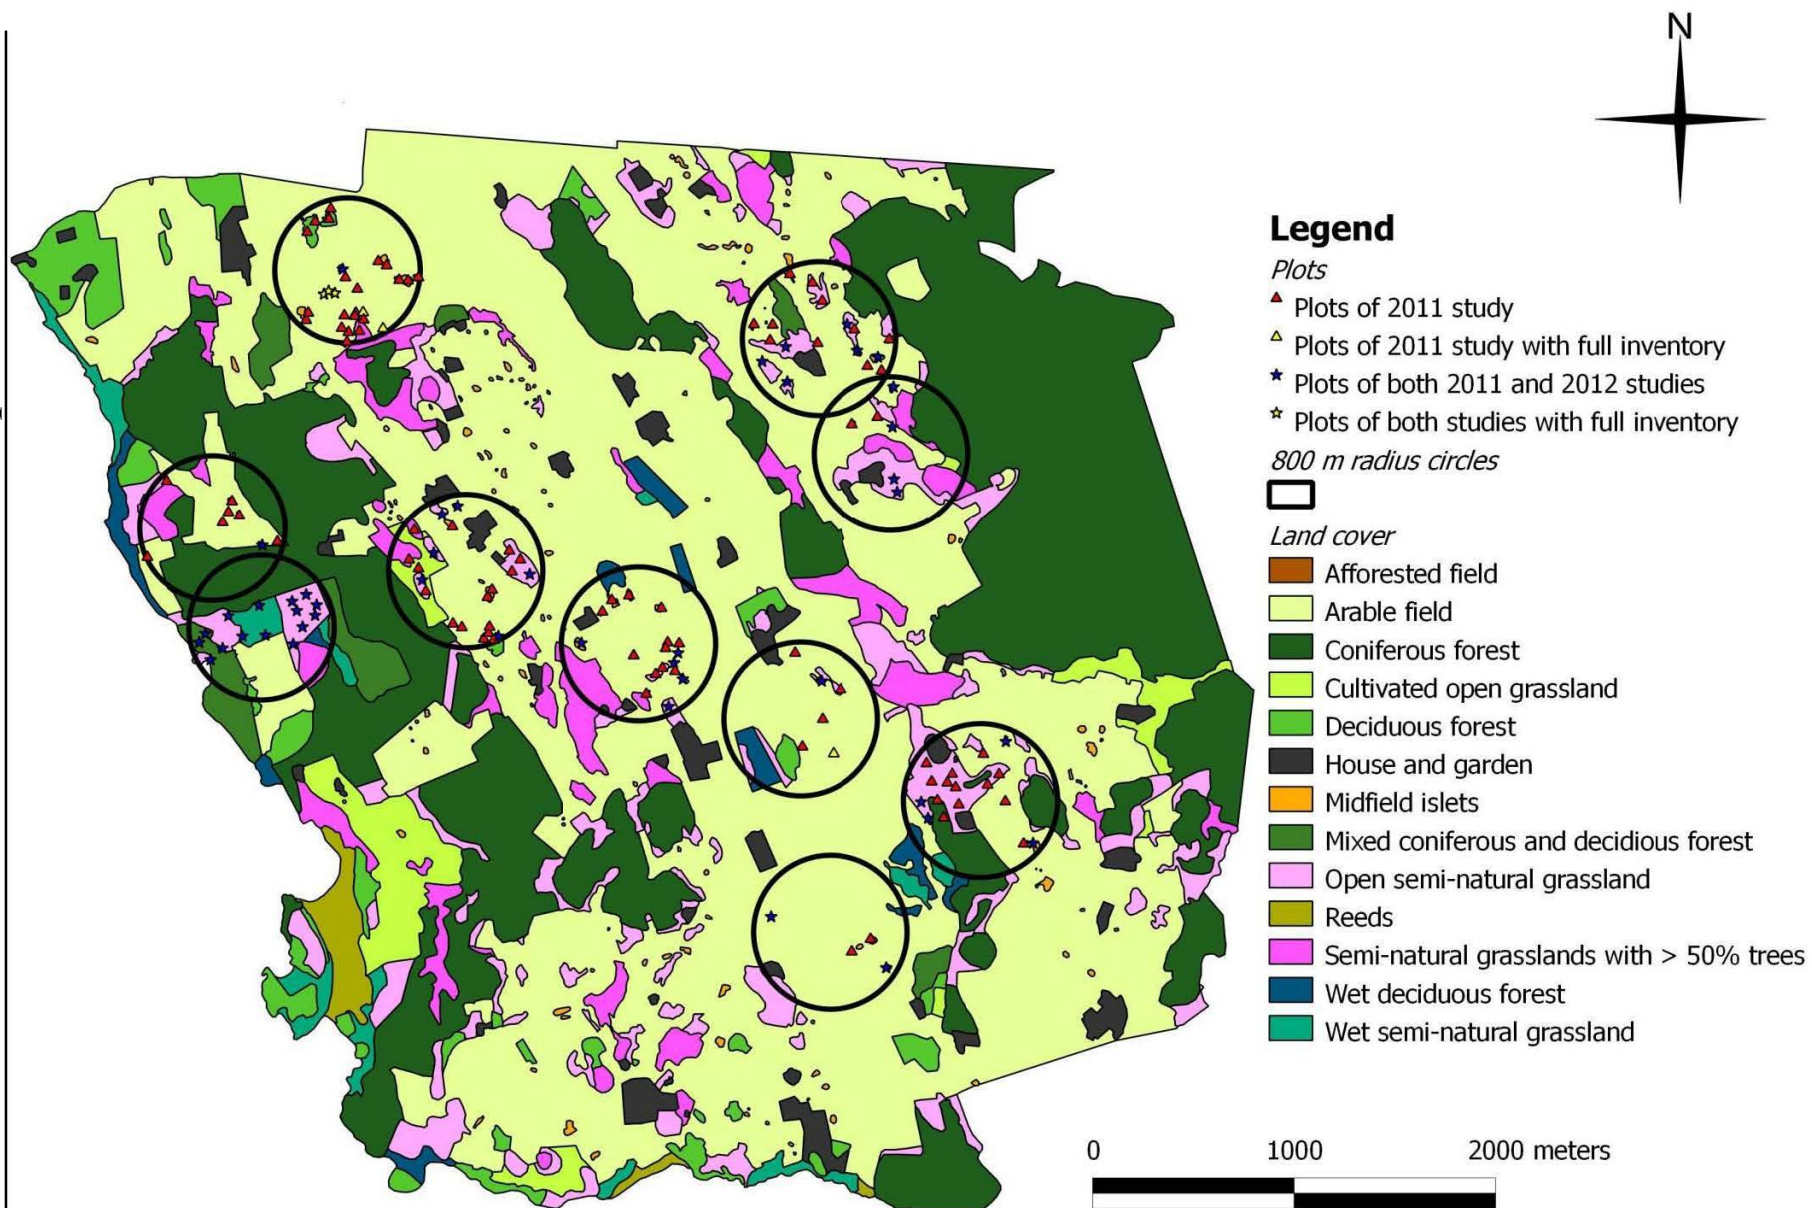 N
Legend
Plots
Plots of 2011 study
Plots of 2011 study with full inventory
Plots of both 2011 and 2012 studies
Plots of both studies with full inventory
800 m radius circles
Land cover
Afforested field
Arable field
Coniferous forest
Cultivated open grassland
Deciduous forest
House and garden
Midfield islets
Mixed coniferous and decidious forest
Open semi-natural grassland
Reeds
Semi-natural grasslands with > 50% trees
Wet deciduous forest
Wet semi-natural grassland
0 1000 2000 meters